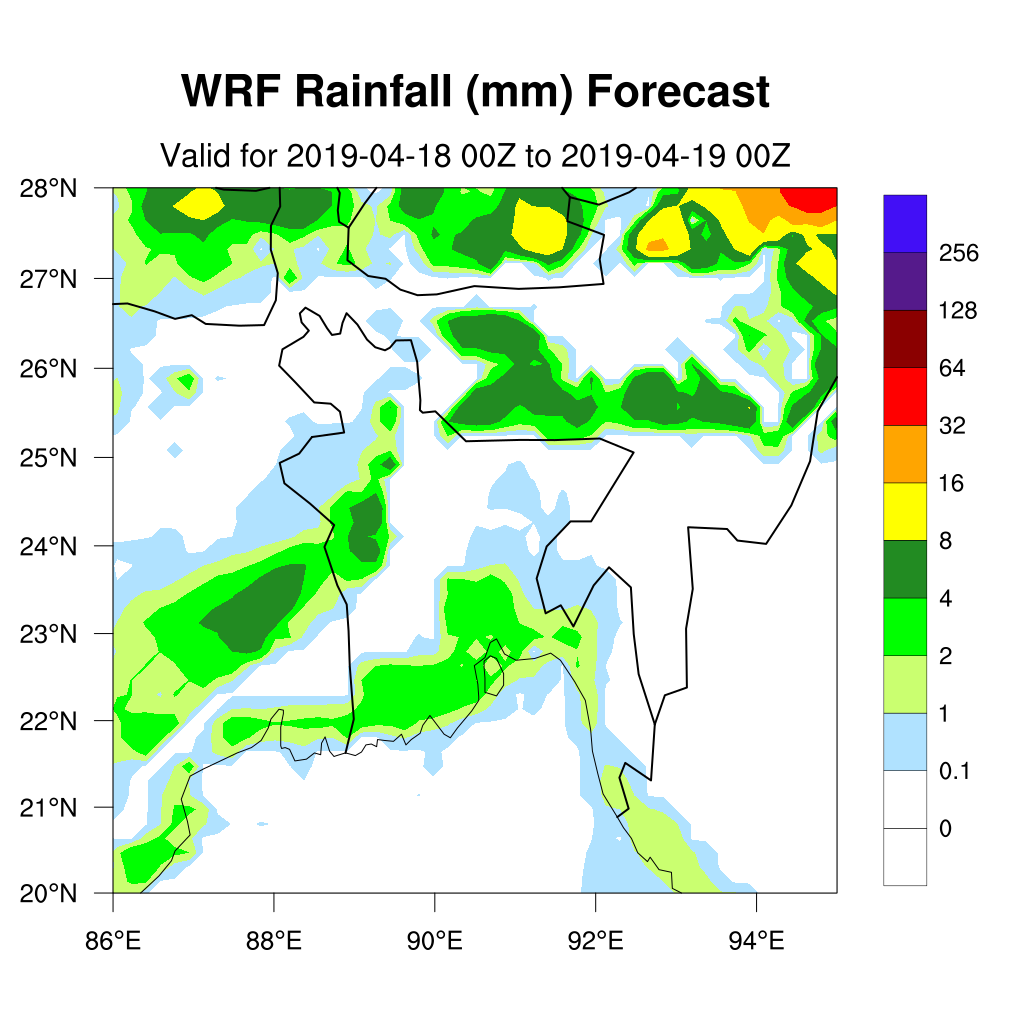 WRF Rainfall (mm) Forecast
Valid for 2019-04-18 00Z to 2019-04-19 00Z
28°N
27°N
26°N
25°N
24°N
23°N
22°N
21°N
20°N
86°E 88°E 90°E 92°E 94°E
256
128
64
32
16
8
4
2
1
0.1
0